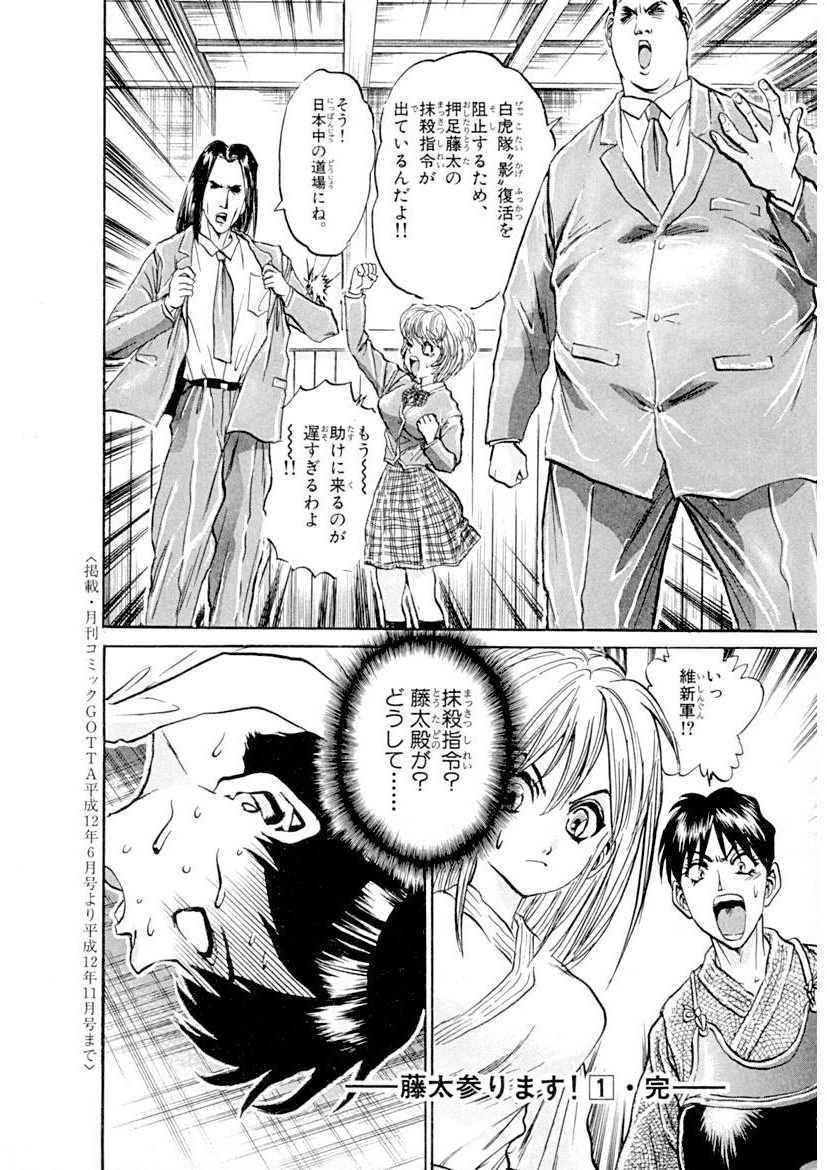 白虎隊〝影〟復活を
阻止するため、
押足藤太の
抹殺指令が
出ているんだよ!!
そう!
日本中の道場にね。
もう〜〜
助けに来るのが
遅すぎるわよ
〜〜〜!!
いっ
維新軍!?
抹殺指令?
藤太殿が?
どうして……
〈掲載・月刊コミックGOTTA平成12年6月号より平成12年11月号まで〉
藤太参ります! 1・完